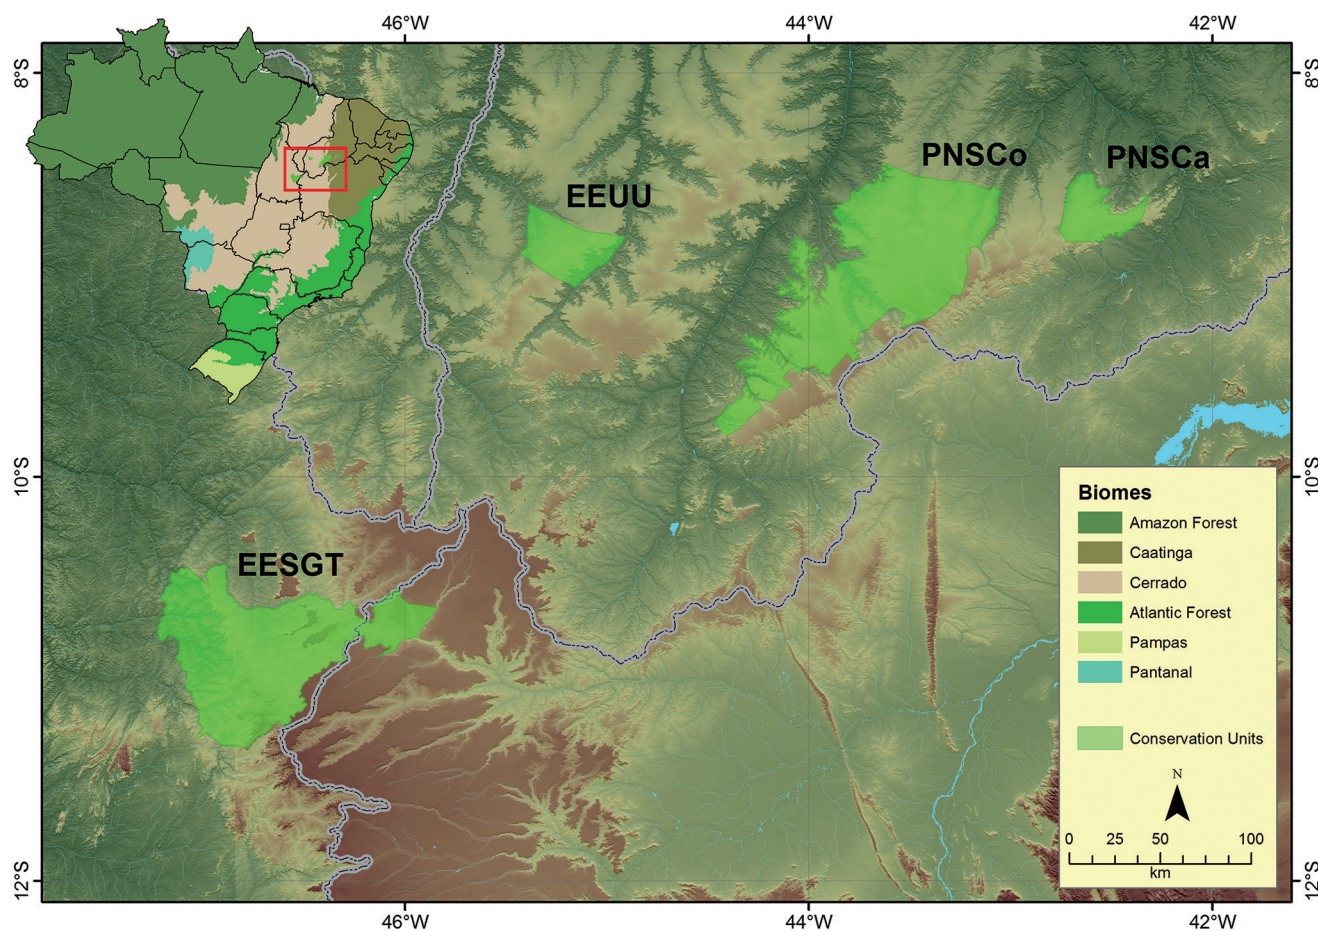 46°W
44°W
42°W
8°S
8°S
PNSCo
PNSCa
EEUU
10°S
10°S
EESGT
Biomes
Amazon Forest
Caatinga
Cerrado
Atlantic Forest
Pampas
Pantanal
Conservation Units
N
0 25 50 100
km
12°S
12°S
46°W
44°W
42°W